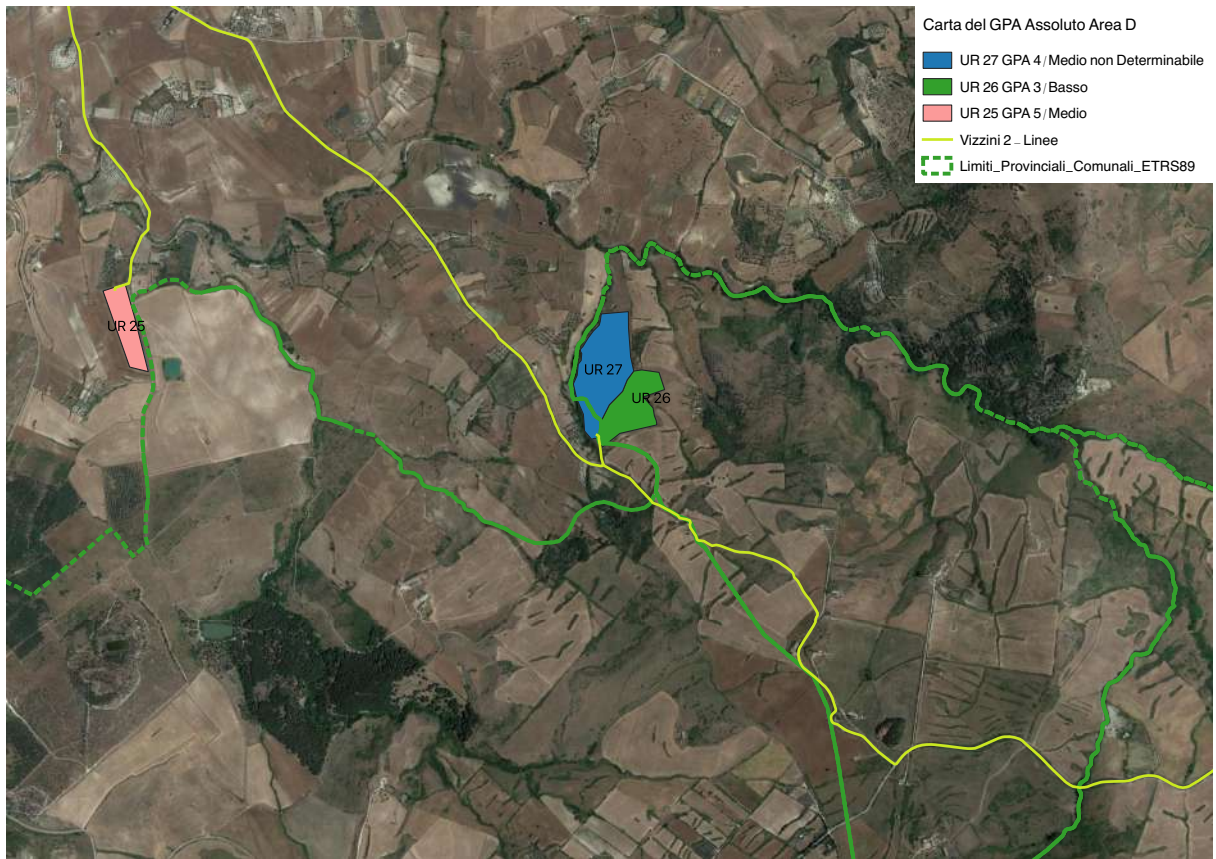 Carta del GPA Assoluto Area D
UR 27 GPA 4 / Medio non Determinabile
UR 26 GPA 3 / Basso
UR 25 GPA 5 / Medio
Vizzini 2 _ Linee
Limiti_Provinciali_Comunali_ETRS89
UR 25
UR 27
UR 26